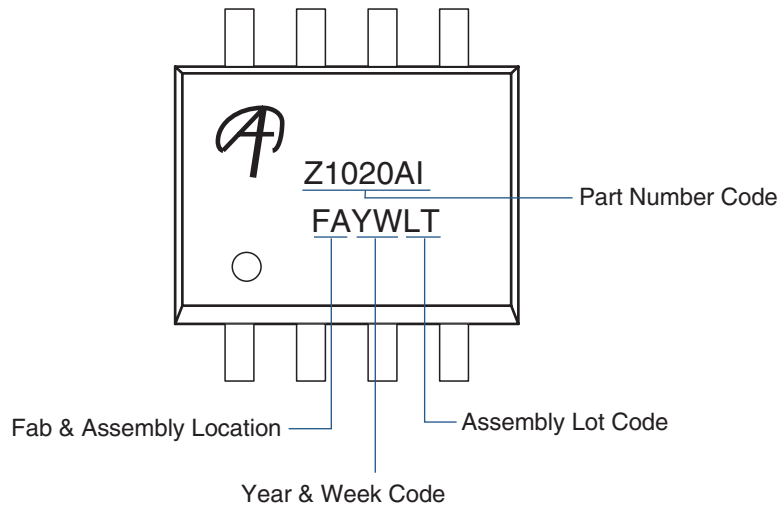 Z1020AI
Part Number Code
FAYWLT
Fab & Assembly Location
Assembly Lot Code
Year & Week Code